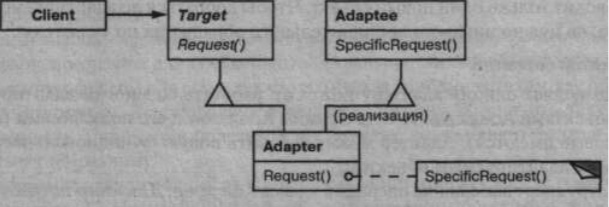 Client
Target
Request()
Adaptee
SpecificRequest()
(реализация)
Adapter
Request()
SpecificRequest()